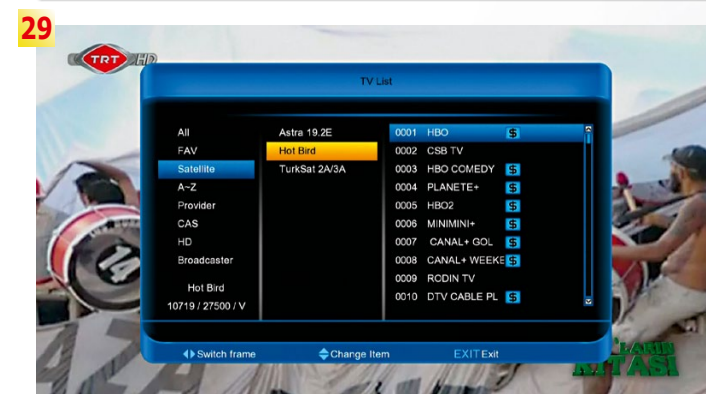 29
TRT HD
TV List
All
FAV
Satellite
A~Z
Provider
CAS
HD
Broadcaster
Hot Bird
10719 / 27500 / V
Astra 19.2E
Hot Bird
TurkSat 2A/3A
0001 HBO $
0002 CSB TV
0003 HBO COMEDY $
0004 PLANETE+ $
0005 HBO2 $
0006 MINIMINI+ $
0007 CANAL+ GOL $
0008 CANAL+ WEEKE $
0009 RODIN TV
0010 DTV CABLE PL $
Switch frame
Change Item
EXIT Exit
LARIN
KITASI
14